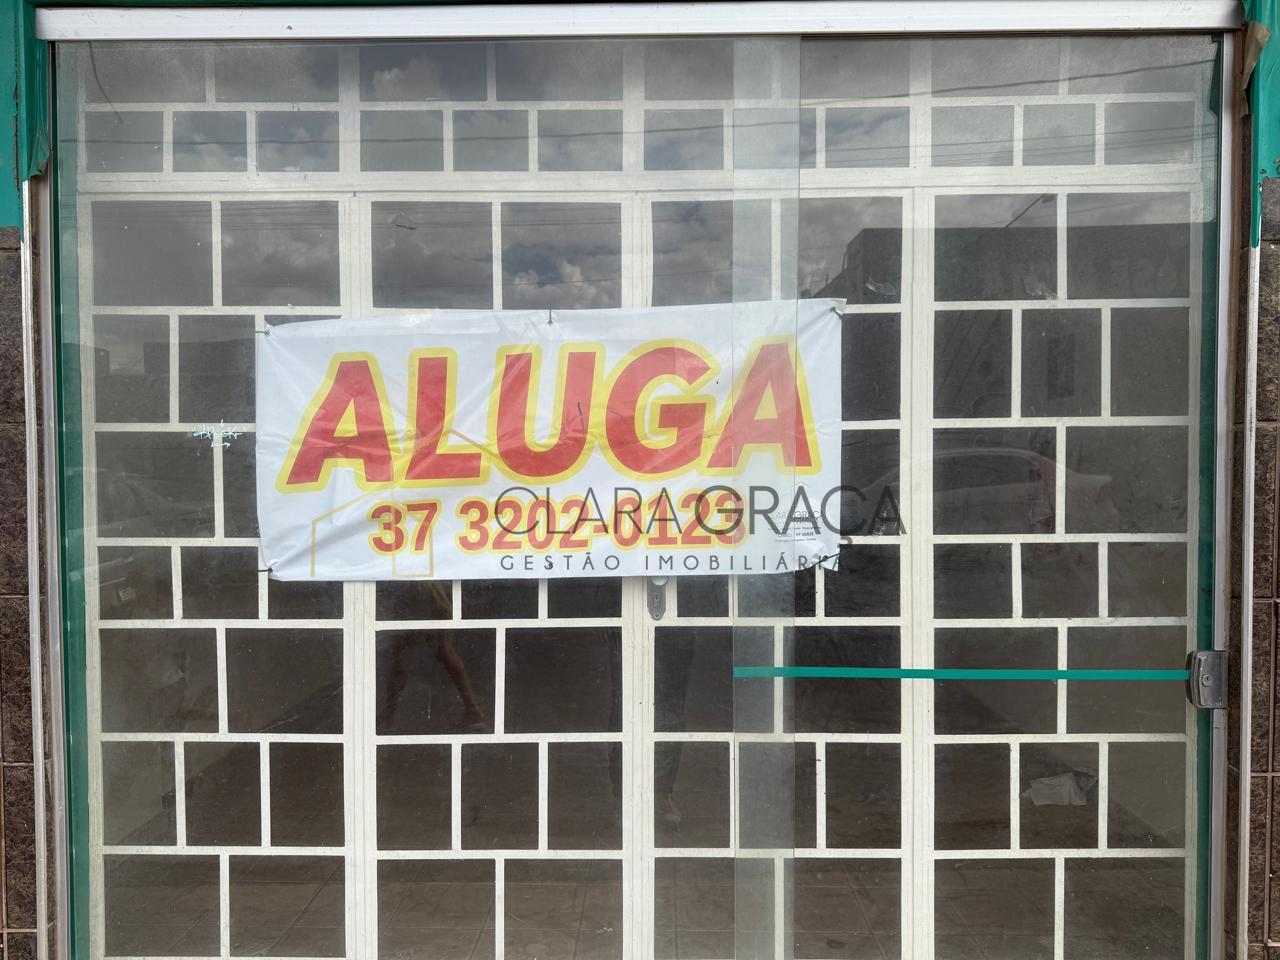 ALUGA
37 3202-0123
CLARA GRAÇA
GESTÃO IMOBILIÁRIA